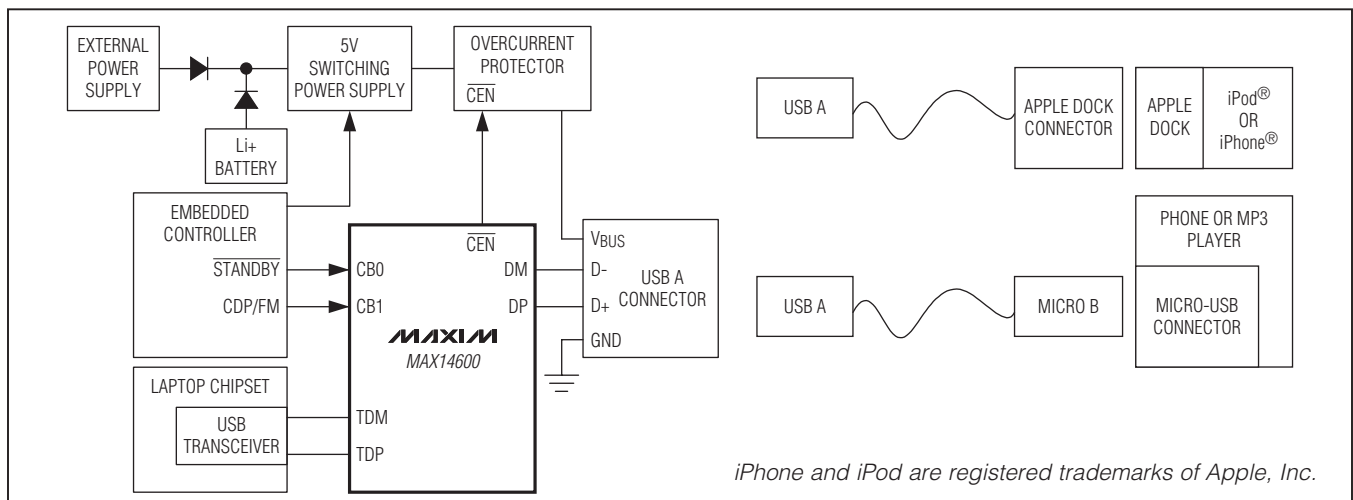 EXTERNAL
POWER
SUPPLY
5V
SWITCHING
POWER SUPPLY
OVERCURRENT
PROTECTOR
CEN
Li+
BATTERY
EMBEDDED
CONTROLLER
STANDBY
CDP/FM
LAPTOP CHIPSET
USB
TRANSCEIVER
CEN
CB0
CB1
DM
DP
MAXIM
MAX14600
TDM
TDP
VBUS
D-
D+
GND
USB A
CONNECTOR
USB A
APPLE DOCK
CONNECTOR
APPLE
DOCK
iPod®
OR
iPhone®
USB A
MICRO B
PHONE OR MP3
PLAYER
MICRO-USB
CONNECTOR
iPhone and iPod are registered trademarks of Apple, Inc.